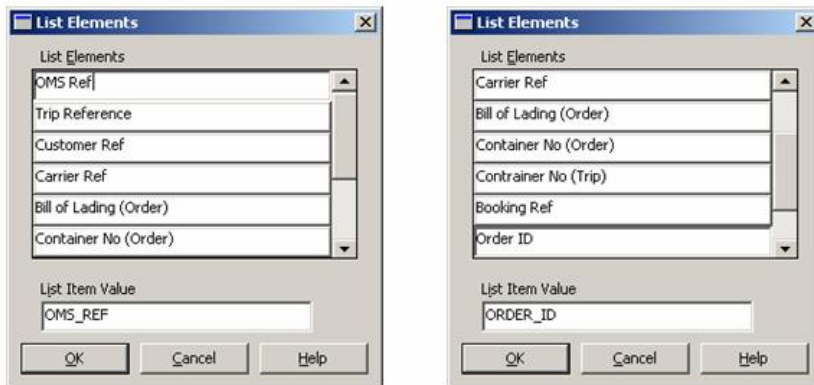 List Elements
List Elements
OMS Ref
Trip Reference
Customer Ref
Carrier Ref
Bill of Lading (Order)
Container No (Order)
List Item Value
OMS_REF
OK Cancel Help
List Elements
List Elements
Carrier Ref
Bill of Lading (Order)
Container No (Order)
Contrainer No (Trip)
Booking Ref
Order ID
List Item Value
ORDER_ID
OK Cancel Help